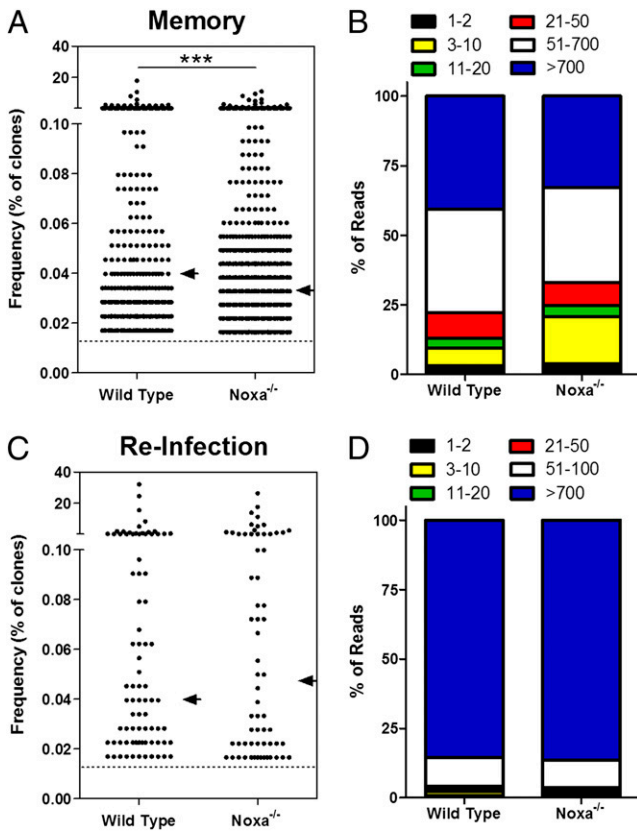 A
Memory
Frequency (% of clones)
40
20
0.10
0.08
0.06
0.04
0.02
0.00
***
Wild Type
Noxa-/-
B
1-2
21-50
3-10
51-700
11-20
>700
% of Reads
100
75
50
25
0
Wild Type
Noxa-/-
C
Re-Infection
Frequency (% of clones)
40
20
0.10
0.08
0.06
0.04
0.02
0.00
Wild Type
Noxa-/-
D
1-2
21-50
3-10
51-100
11-20
>700
% of Reads
100
75
50
25
0
Wild Type
Noxa-/-